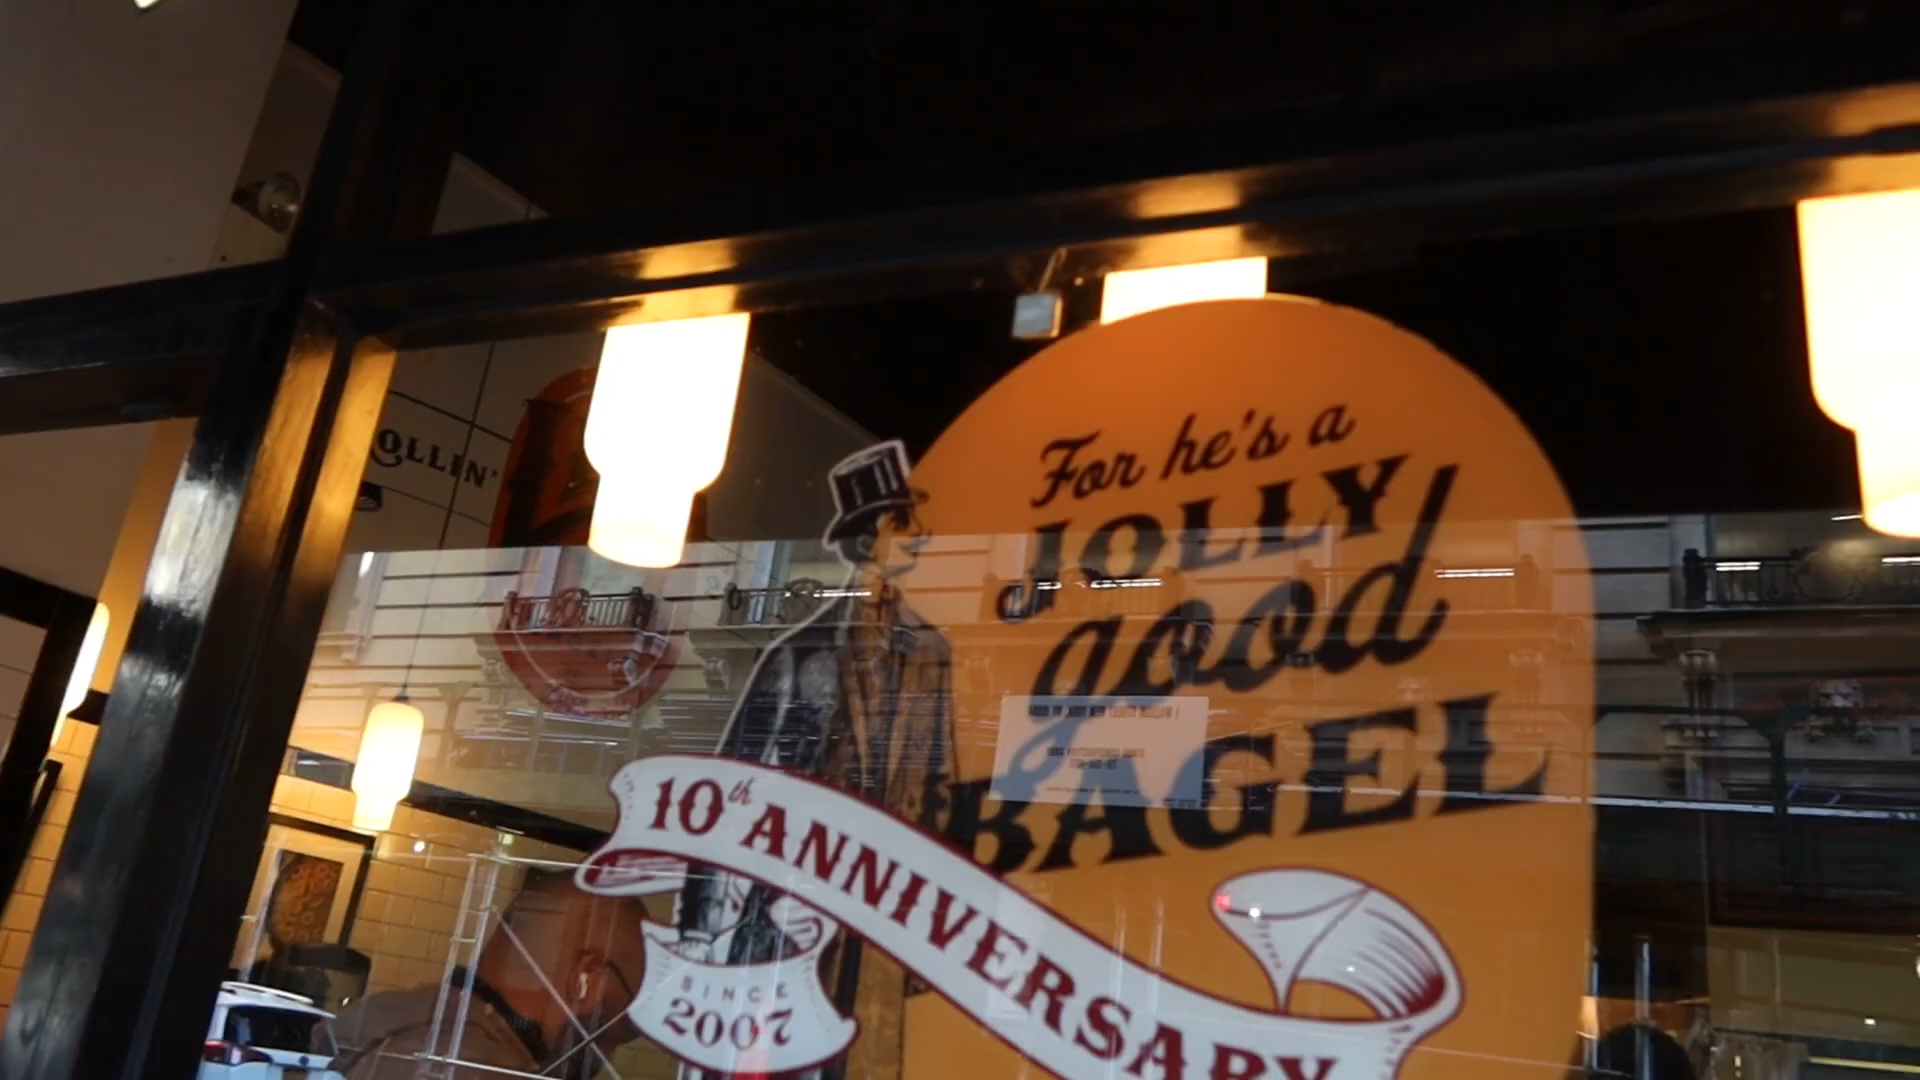 OLLIN'
For he's a
JOLLY
good
BAGEL
10th ANNIVERSARY
SINCE
2007